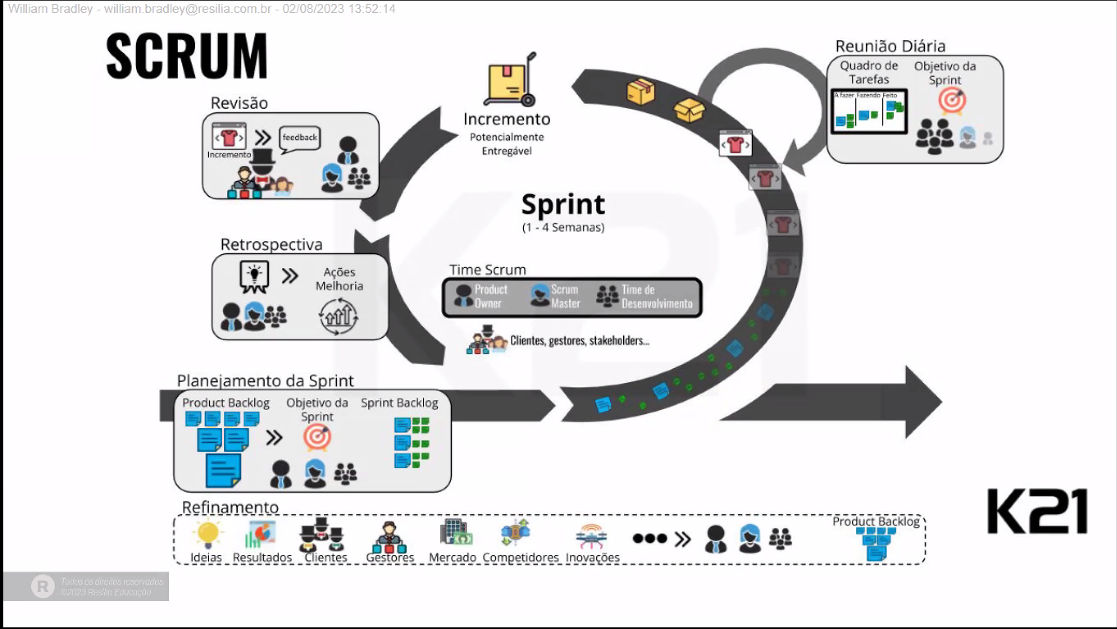 William Bradley - william.bradley@resilia.com.br - 02/08/2023 13:52:14
SCRUM
Reunião Diária
Quadro de
Tarefas
Objetivo da
Sprint
A fazer Fazendo Feito
Revisão
feedback
Incremento
Incremento
Potencialmente
Entregável
Sprint
(1 - 4 Semanas)
Retrospectiva
Ações
Melhoria
Time Scrum
Product
Owner
Scrum
Master
Time de
Desenvolvimento
Clientes, gestores, stakeholders...
Planejamento da Sprint
Product Backlog
Objetivo da
Sprint
Sprint Backlog
Refinamento
Ideias
Resultados
Clientes
Gestores
Mercado
Competidores
Inovações
Product Backlog
K21
K21
R
Todos os direitos reservados
©2023 Resilia Educação